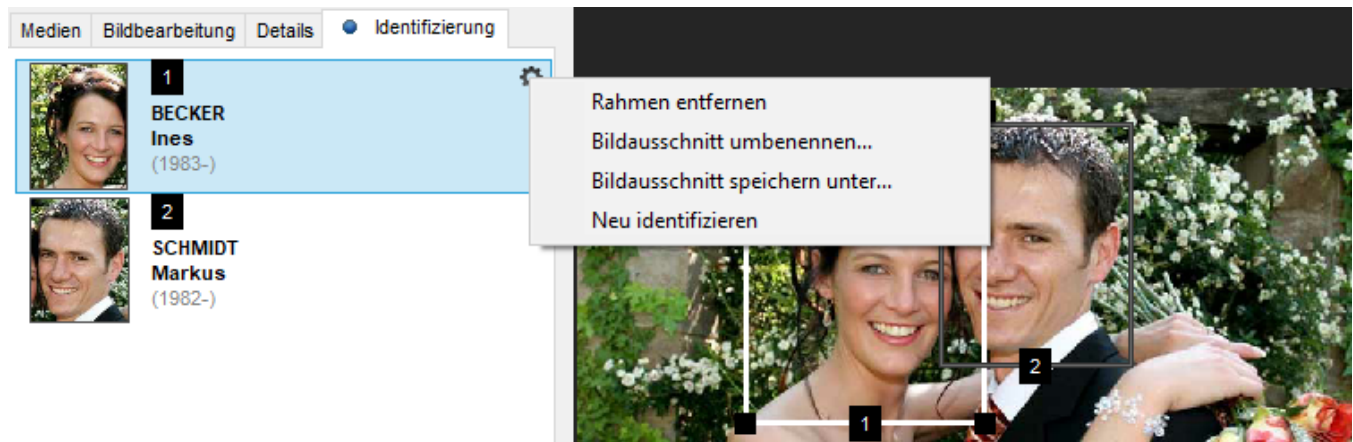 Medien Bildbearbeitung Details Identifizierung
1
BECKER
Ines
(1983-)
2
SCHMIDT
Markus
(1982-)
Rahmen entfernen
Bildausschnitt umbenennen...
Bildausschnitt speichern unter...
Neu identifizieren
2
1